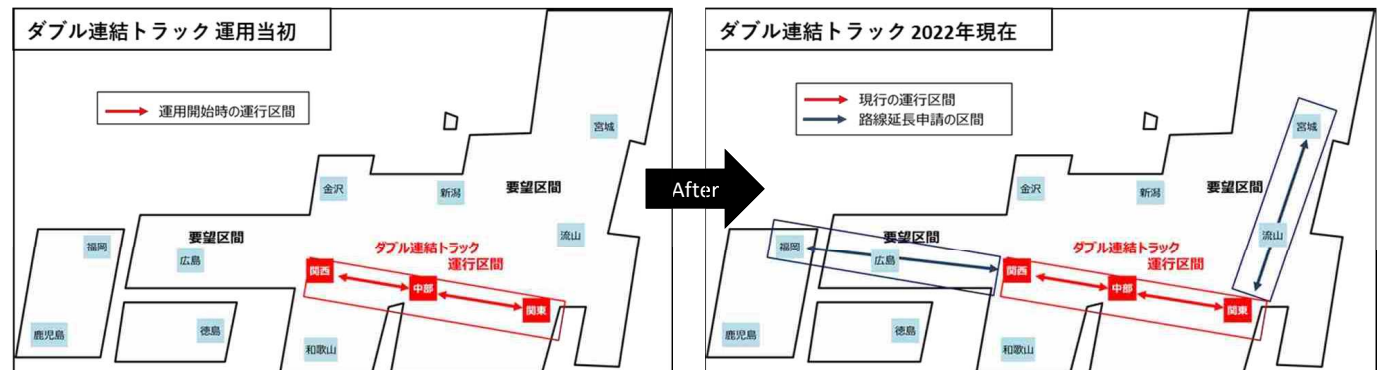 ダブル連結トラック 運用当初
運用開始時の運行区間
宮城
金沢
新潟
要望区間
要望区間
流山
福岡
広島
ダブル連結トラック
運行区間
関西
中部
関東
鹿児島
徳島
和歌山
After
ダブル連結トラック 2022年現在
現行の運行区間
路線延長申請の区間
宮城
金沢
新潟
要望区間
要望区間
流山
福岡
広島
ダブル連結トラック
運行区間
関西
中部
関東
鹿児島
徳島
和歌山